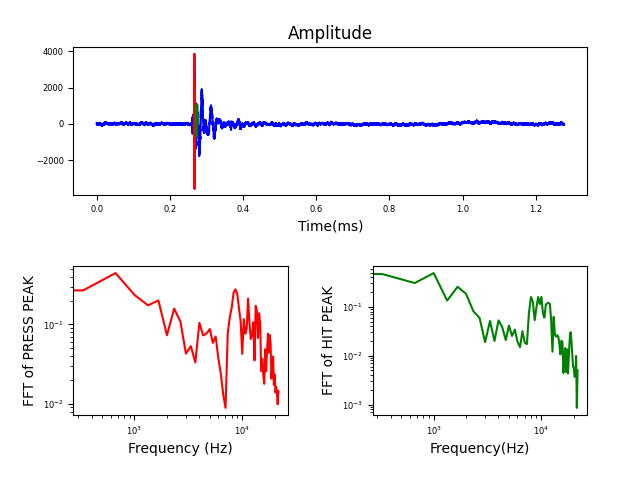 Amplitude
4000
2000
0
−2000
0.0 0.2 0.4 0.6 0.8 1.0 1.2
Time(ms)
FFT of PRESS PEAK
10⁻¹
10⁻²
10³ 10⁴
Frequency (Hz)
FFT of HIT PEAK
10⁻¹
10⁻²
10⁻³
10³ 10⁴
Frequency(Hz)